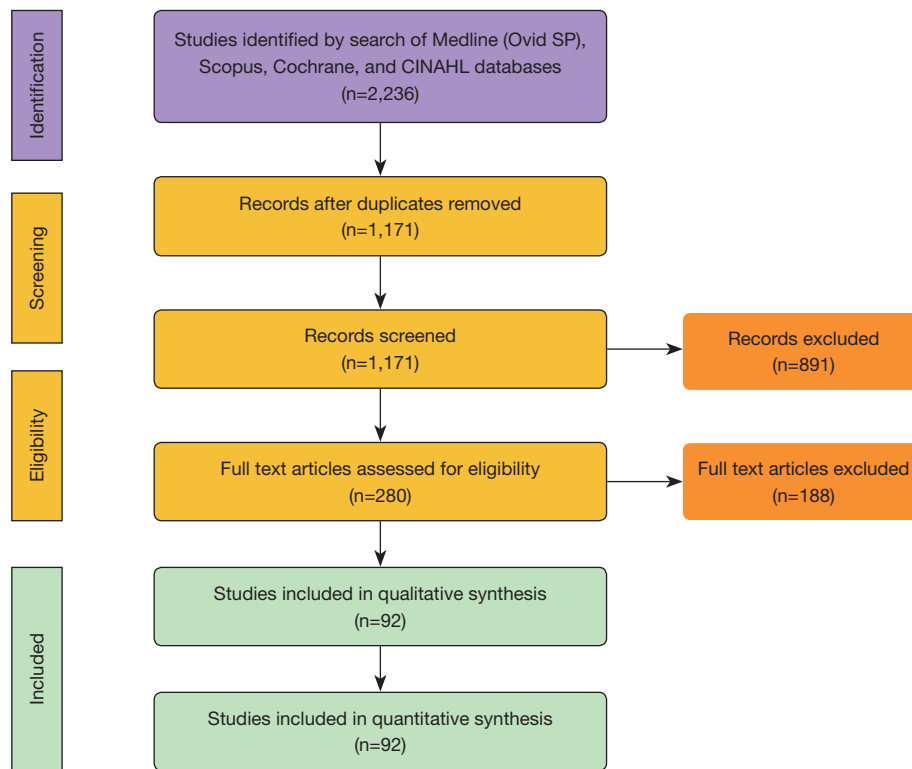 Identification
Studies identified by search of Medline (Ovid SP),
Scopus, Cochrane, and CINAHL databases
(n=2,236)
Screening
Records after duplicates removed
(n=1,171)
Records screened
(n=1,171)
Records excluded
(n=891)
Eligibility
Full text articles assessed for eligibility
(n=280)
Full text articles excluded
(n=188)
Included
Studies included in qualitative synthesis
(n=92)
Studies included in quantitative synthesis
(n=92)